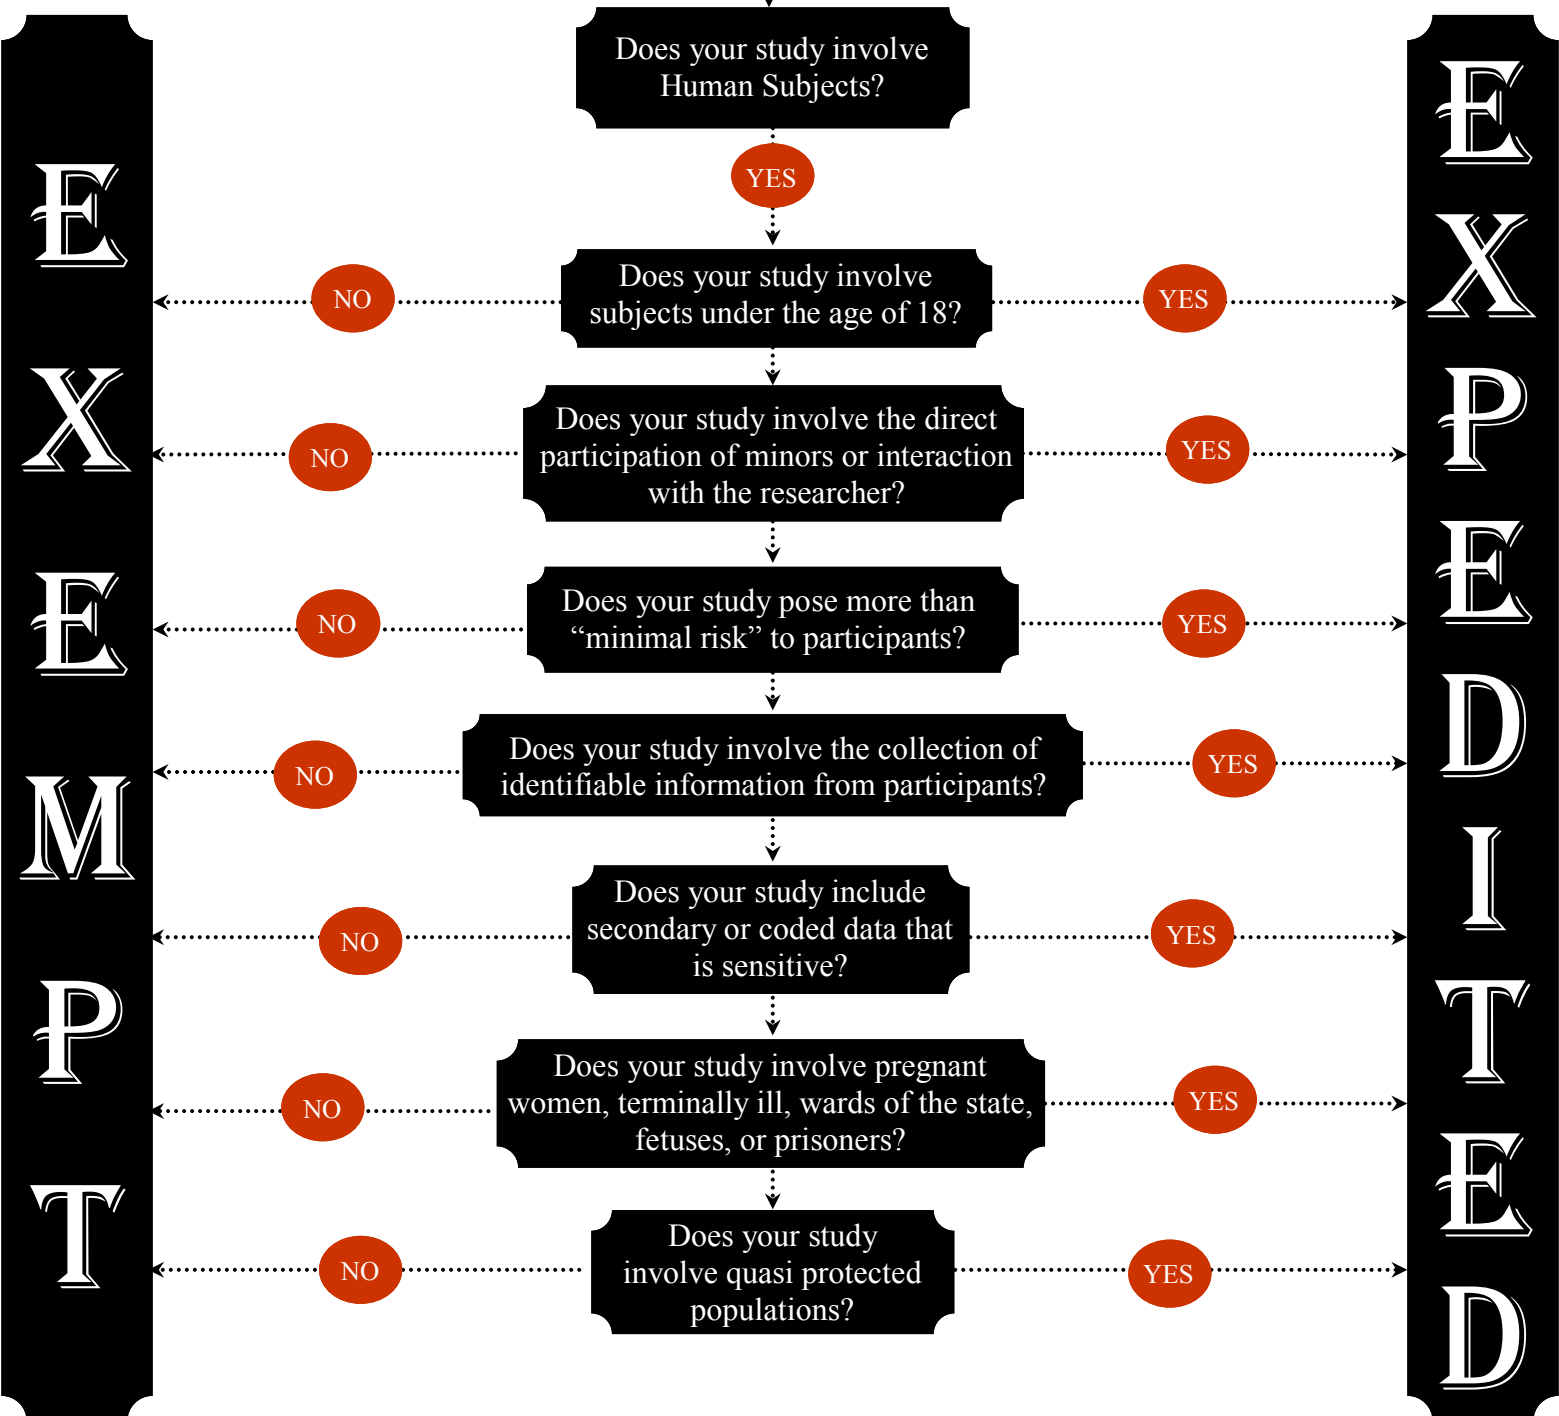 Does your study involve
Human Subjects?
YES
Does your study involve
subjects under the age of 18?
NO
YES
Does your study involve the direct
participation of minors or interaction
with the researcher?
NO
YES
Does your study pose more than
“minimal risk” to participants?
NO
YES
Does your study involve the collection of
identifiable information from participants?
NO
YES
Does your study include
secondary or coded data that
is sensitive?
NO
YES
Does your study involve pregnant
women, terminally ill, wards of the state,
fetuses, or prisoners?
NO
YES
Does your study
involve quasi protected
populations?
NO
YES
EXEMPT
EXPEDITED